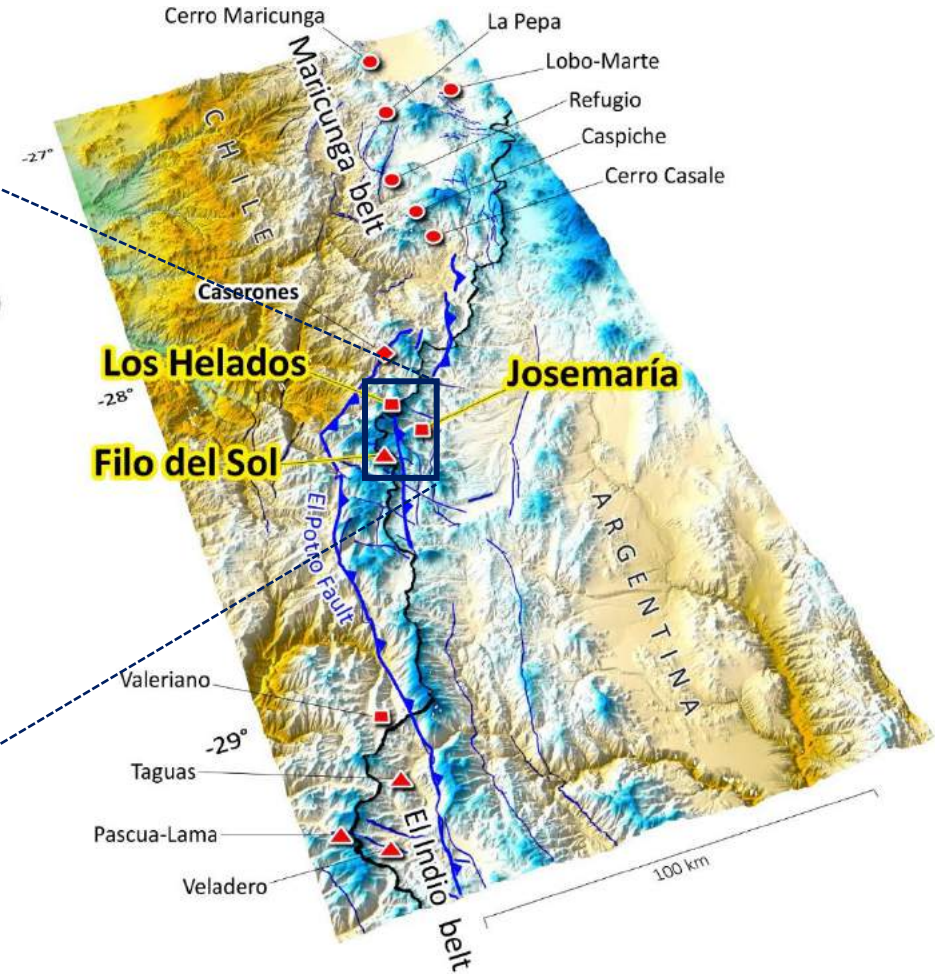 Cerro Maricunga
La Pepa
Lobo-Marte
Refugio
Caspiche
Cerro Casale
Maricunga belt
CHILE
-27°
Caserones
Los Helados
Josemaría
-28°
Filo del Sol
El Potro Fault
ARGENTINA
Valeriano
-29°
Taguas
Pascua-Lama
Veladero
El Indio belt
100 km